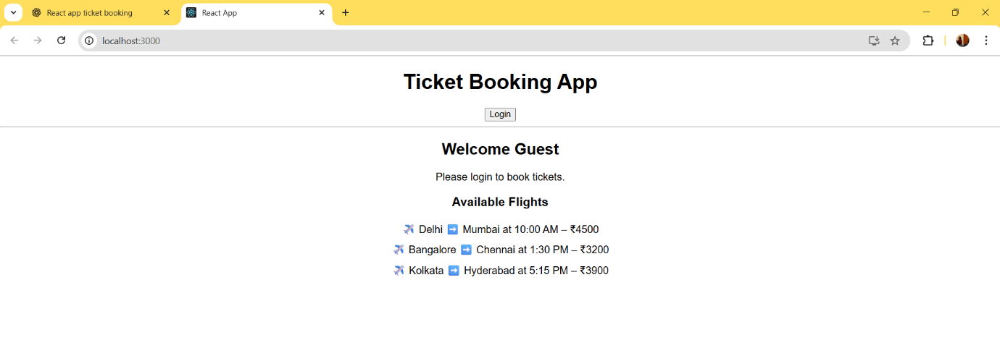 React app ticket booking
React App
localhost:3000
Ticket Booking App
Login
Welcome Guest
Please login to book tickets.
Available Flights
✈️ Delhi ➡️ Mumbai at 10:00 AM – ₹4500
✈️ Bangalore ➡️ Chennai at 1:30 PM – ₹3200
✈️ Kolkata ➡️ Hyderabad at 5:15 PM – ₹3900